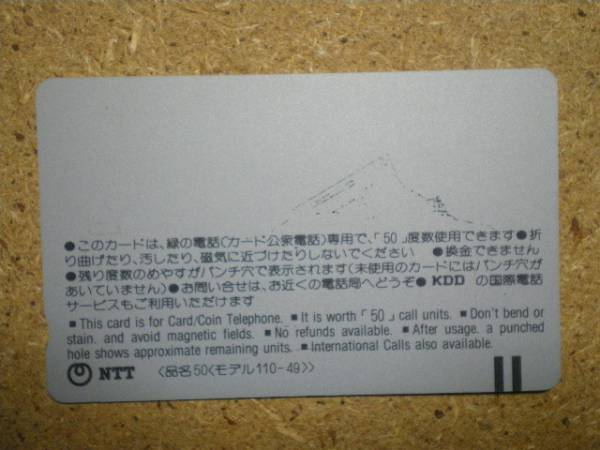 ●このカードは、緑の電話(カード公衆電話)専用で、「50」度数使用できます●折
り曲げたり、汚したり、磁気に近づけたりしないでください ●換金できません
●残り度数のめやすがパンチ穴で表示されます(未使用のカードにはパンチ穴が
あいていません)●お問い合せは、お近くの電話局へどうぞ●KDD の国際電話
サービスもご利用いただけます
■This card is for Card/Coin Telephone. ■It is worth「50」call units. ■Don't bend or
stain. and avoid magnetic fields. ■No refunds available. ■After usage. a punched
hole shows approximate remaining units. ■International Calls also available.
NTT 〈品名50〈モデル110-49〉〉